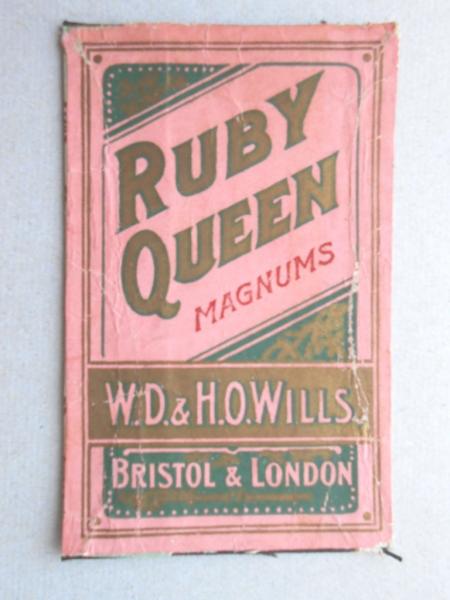 RUBY
QUEEN
MAGNUMS
W.D.& H.O.WILLS.
BRISTOL & LONDON